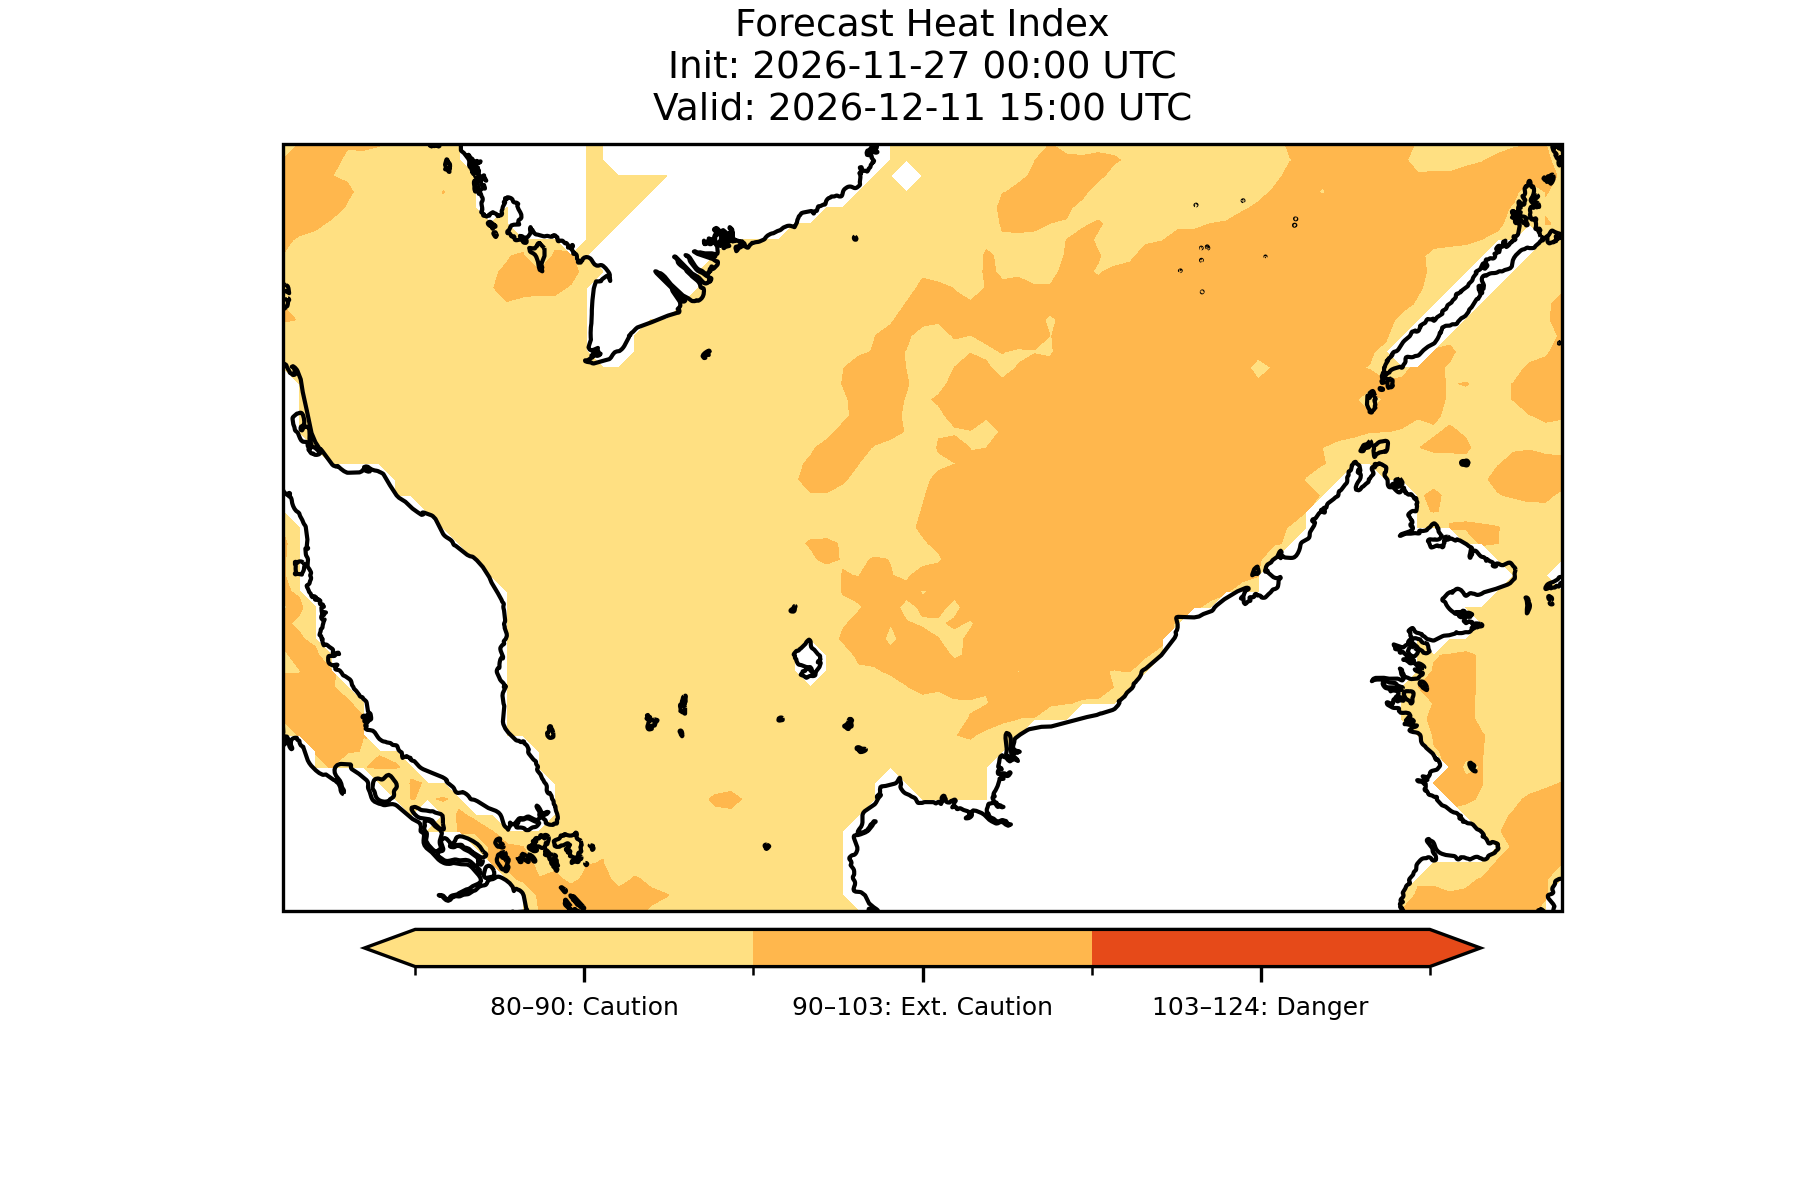 Forecast Heat Index
Init: 2026-11-27 00:00 UTC
Valid: 2026-12-11 15:00 UTC
80–90: Caution
90–103: Ext. Caution
103–124: Danger